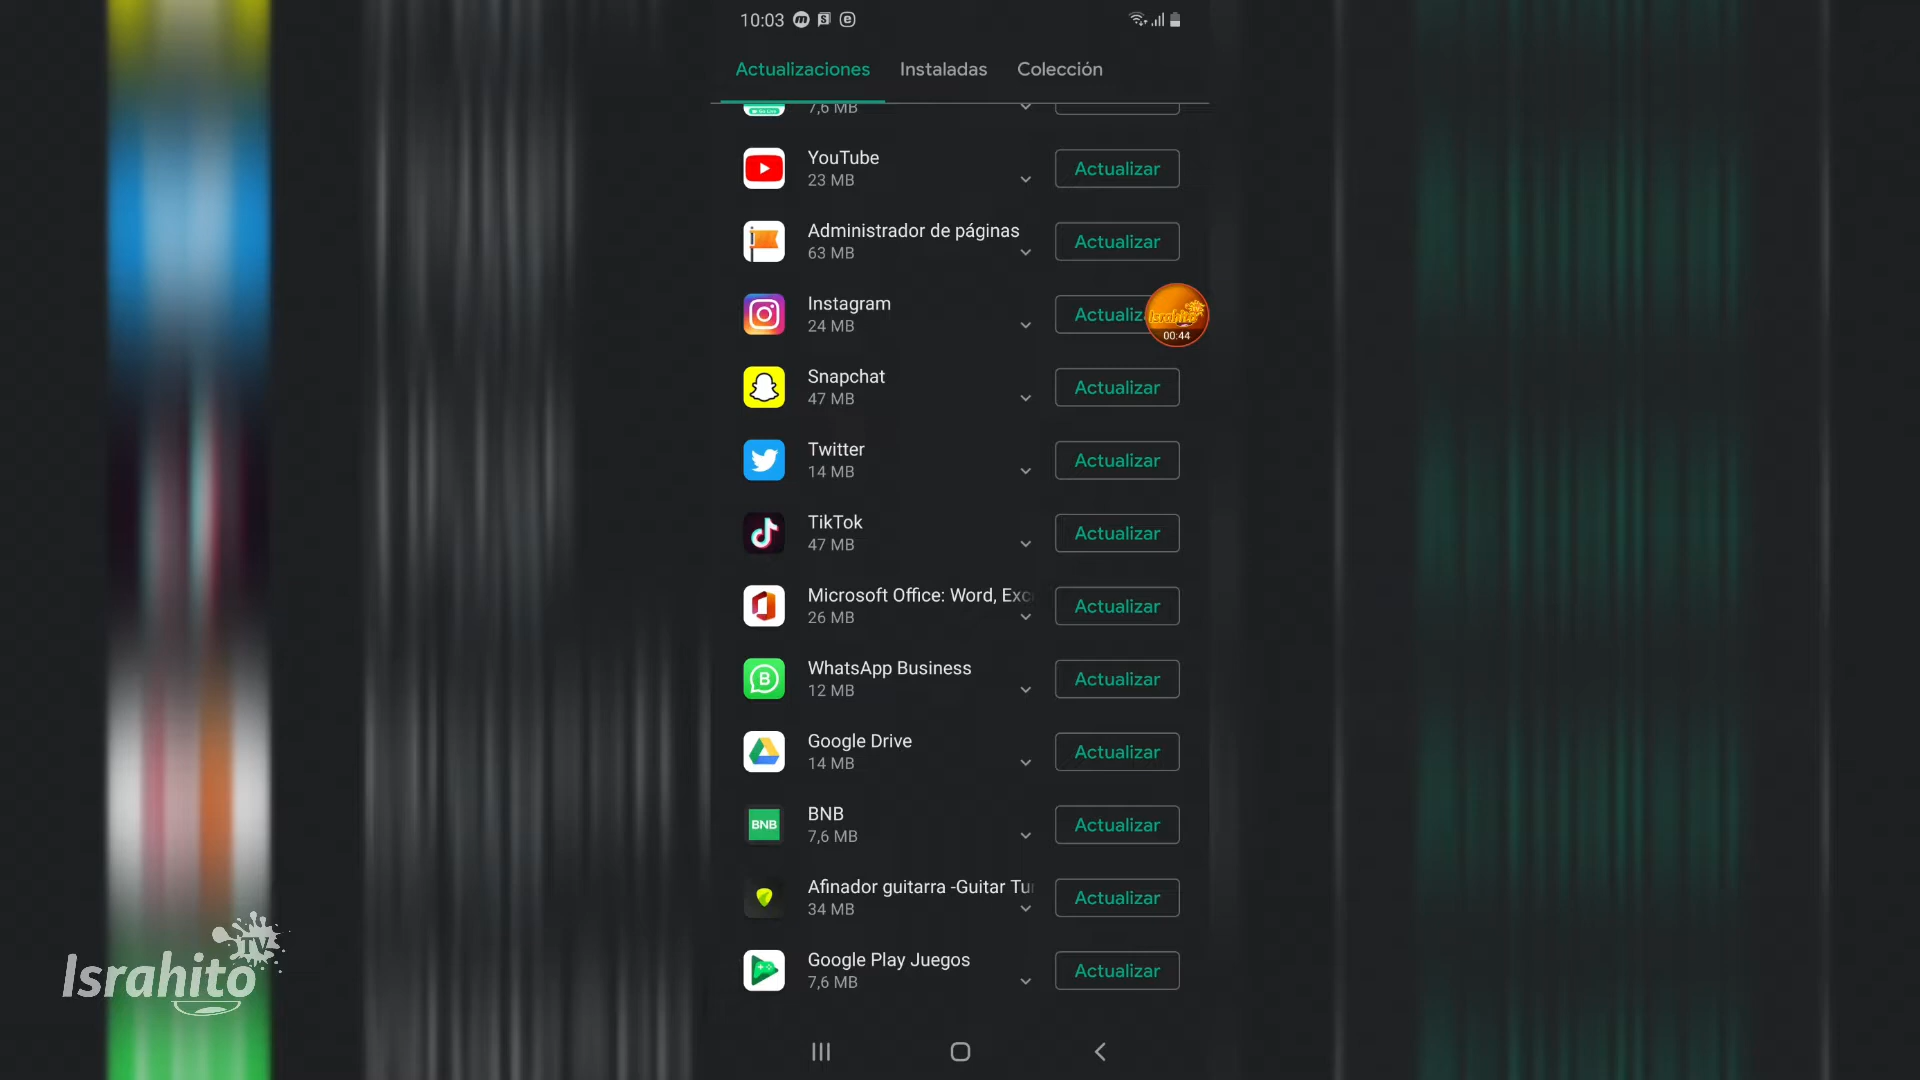 10:03
Actualizaciones Instaladas Colección
7,6 MB
YouTube
23 MB
Actualizar
Administrador de páginas
63 MB
Actualizar
Instagram
24 MB
Actualiz
Israhito
00:44
Snapchat
47 MB
Actualizar
Twitter
14 MB
Actualizar
TikTok
47 MB
Actualizar
Microsoft Office: Word, Exc
26 MB
Actualizar
WhatsApp Business
12 MB
Actualizar
Google Drive
14 MB
Actualizar
BNB
BNB
7,6 MB
Actualizar
Afinador guitarra -Guitar Tu
34 MB
Actualizar
Google Play Juegos
7,6 MB
Actualizar
Israhito
TV